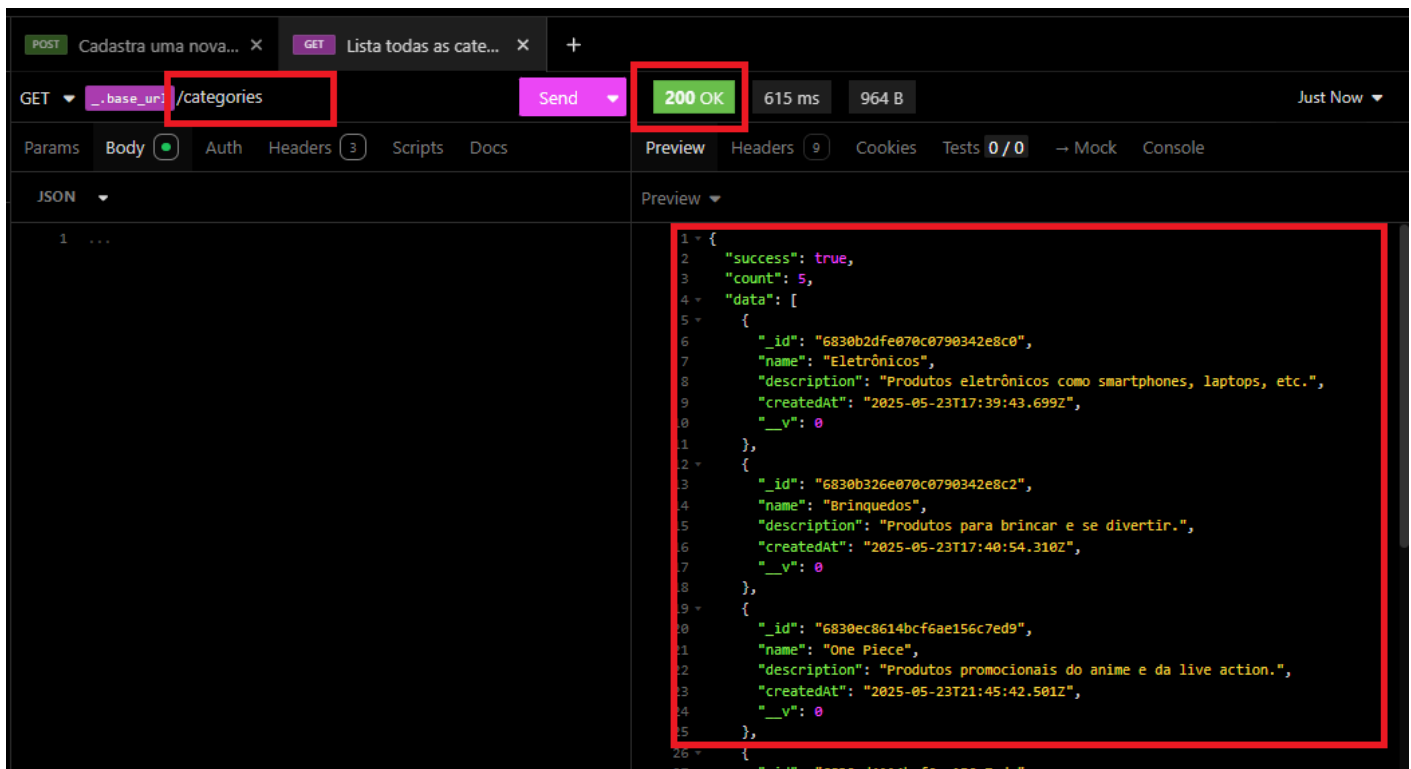 POST Cadastra uma nova... × GET Lista todas as cate... × +
GET _.base_url /categories Send 200 OK 615 ms 964 B Just Now
Params Body Auth Headers 3 Scripts Docs Preview Headers 9 Cookies Tests 0 / 0 → Mock Console
JSON Preview
1 ...
1 {
2 "success": true,
3 "count": 5,
4 "data": [
5 {
6 "_id": "6830b2dfe070c0790342e8c0",
7 "name": "Eletrônicos",
8 "description": "Produtos eletrônicos como smartphones, laptops, etc.",
9 "createdAt": "2025-05-23T17:39:43.699Z",
10 "__v": 0
11 },
12 {
13 "_id": "6830b326e070c0790342e8c2",
14 "name": "Brinquedos",
15 "description": "Produtos para brincar e se divertir.",
16 "createdAt": "2025-05-23T17:40:54.310Z",
17 "__v": 0
18 },
19 {
20 "_id": "6830ec8614bcf6ae156c7ed9",
21 "name": "One Piece",
22 "description": "Produtos promocionais do anime e da live action.",
23 "createdAt": "2025-05-23T21:45:42.501Z",
24 "__v": 0
25 },
26 {